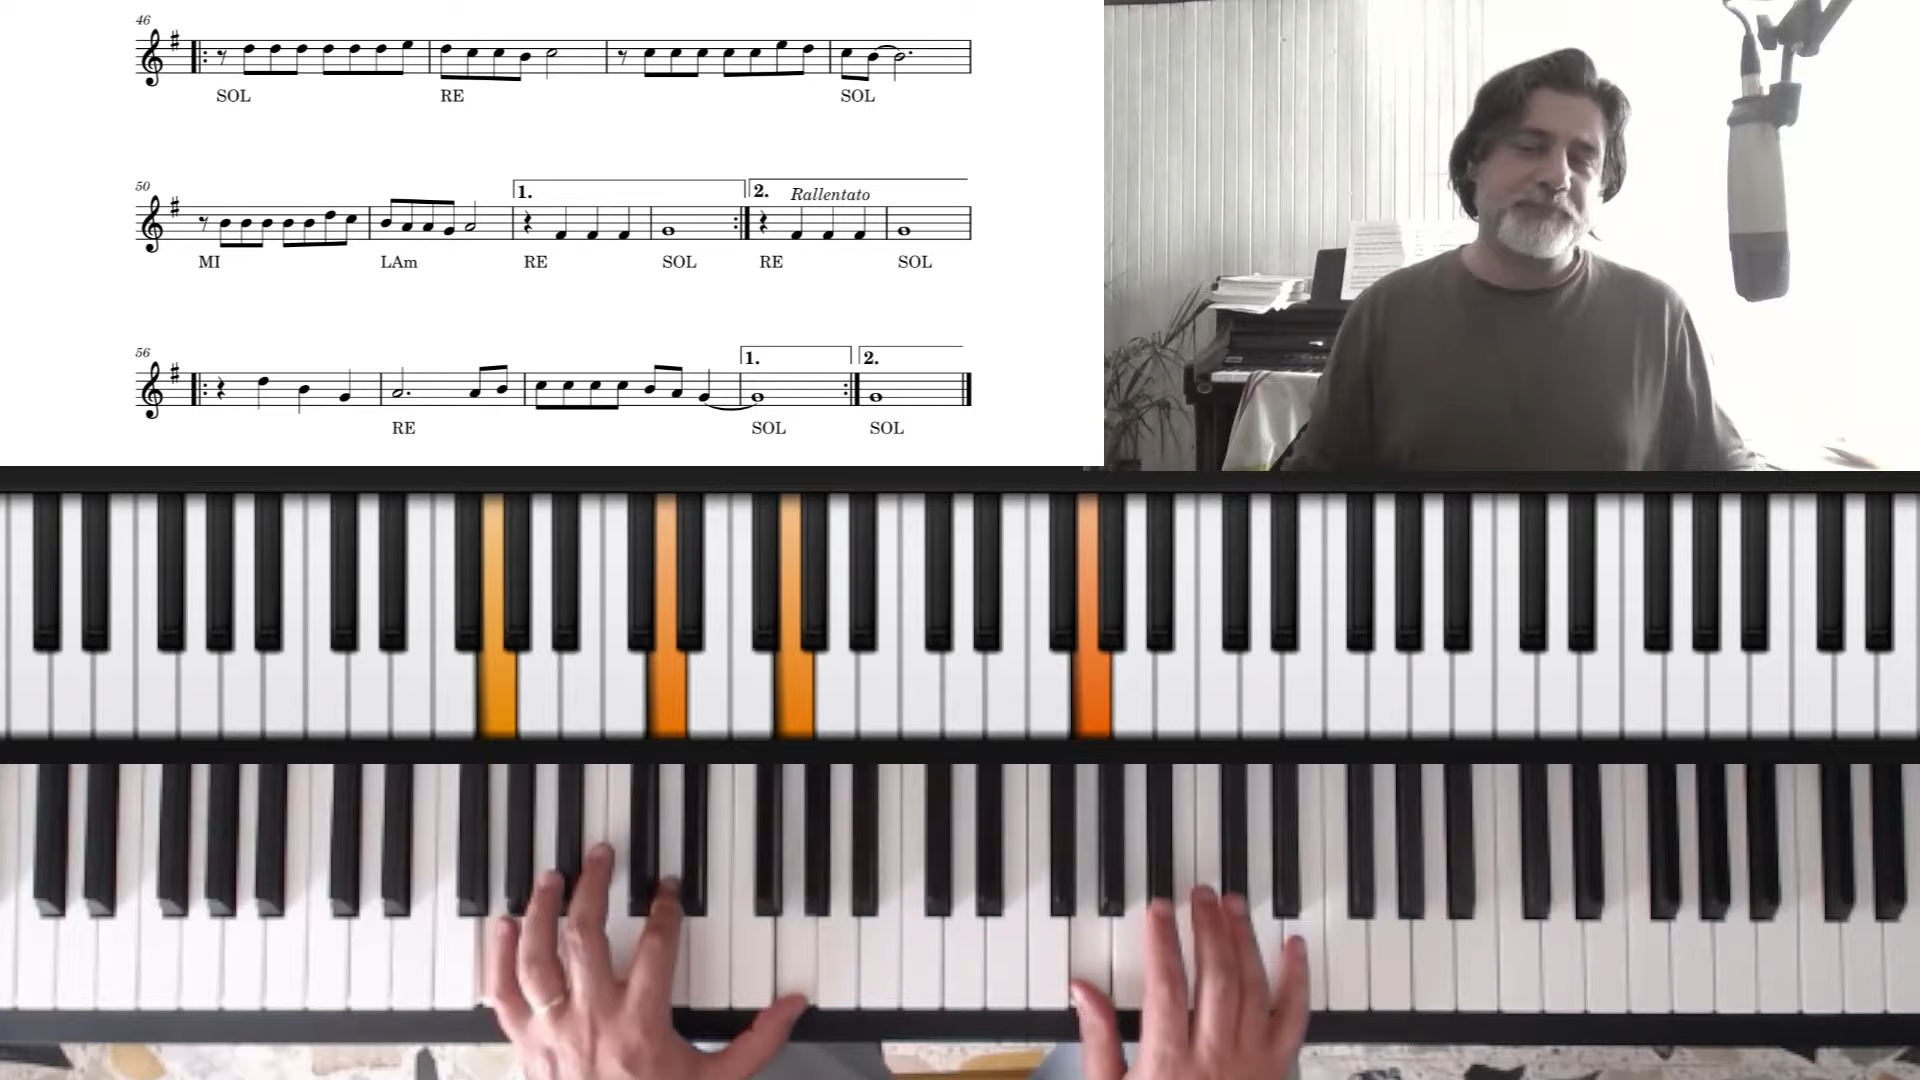 46
SOL RE SOL
50
1. 2. Rallentato
MI LAm RE SOL RE SOL
56
1. 2.
RE SOL SOL